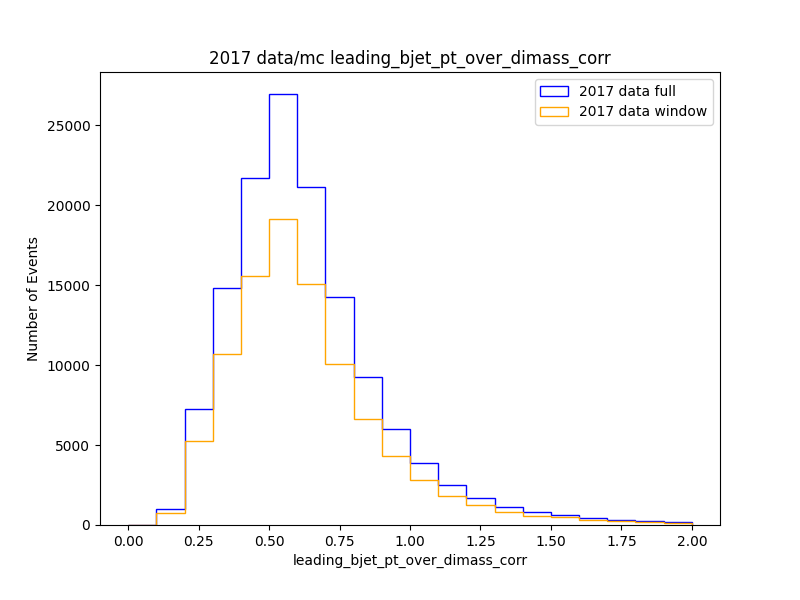 2017 data/mc leading_bjet_pt_over_dimass_corr
2017 data full
2017 data window
Number of Events
25000
20000
15000
10000
5000
0
0.00 0.25 0.50 0.75 1.00 1.25 1.50 1.75 2.00
leading_bjet_pt_over_dimass_corr